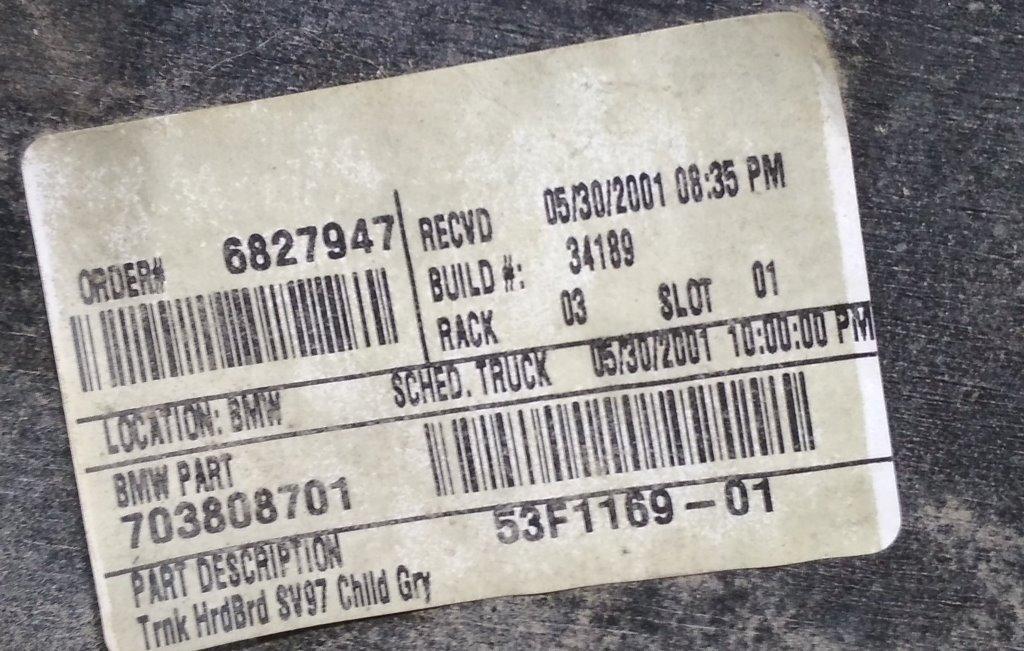 ORDER# 6827947
RECVD 05/30/2001 08:35 PM
BUILD #: 34189
RACK 03 SLOT 01
LOCATION: BMW SCHED. TRUCK 05/30/2001 10:00:00 PM
BMW PART
703808701
53F1169-01
PART DESCRIPTION
Trnk HrdBrd SV97 Child Gry